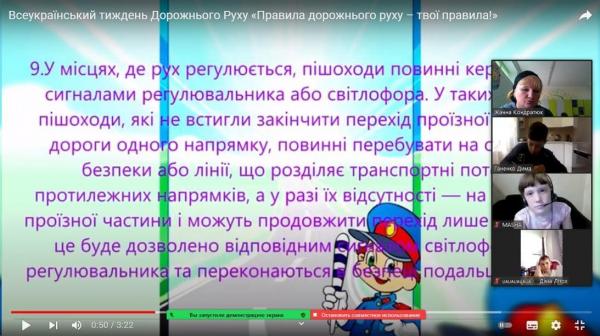 Всеукраїнський тиждень Дорожнього Руху «Правила дорожнього руху – твої правила!»
9.У місцях, де рух регулюється, пішоходи повинні кер
сигналами регулювальника або світлофора. У таких
пішоходи, які не встигли закінчити перехід проїзної
дороги одного напрямку, повинні перебувати на о
безпеки або лінії, що розділяє транспортні пот
протилежних напрямків, а у разі їх відсутності — на
проїзної частини і можуть продовжити перехід лише
це буде дозволено відповідним світлоф
регулювальника та переконаються в безпеці подаль
Жанна Кондратюк
Ганенко Дима
MASHA
Діма Лтрох
Вы запустили демонстрацию экрана
Остановить совместное использование
0:50 / 3:22